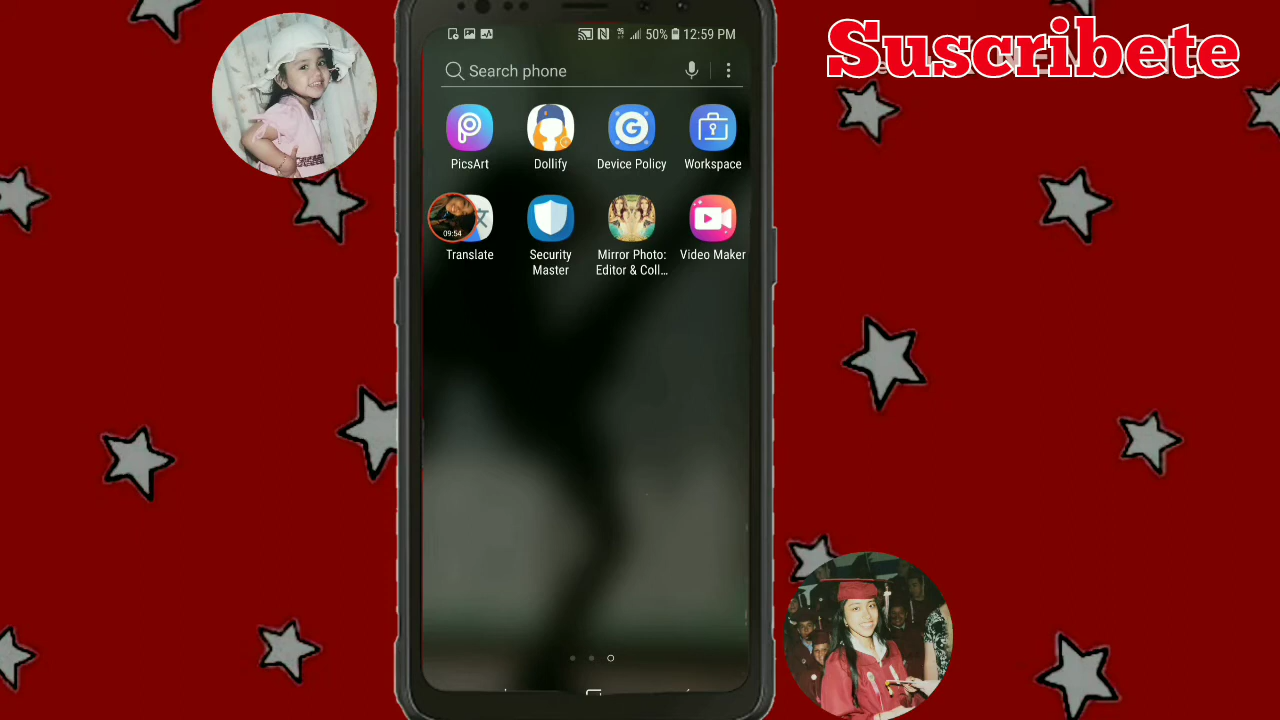 Suscribete
50% 12:59 PM
Search phone
PicsArt
Dollify
Device Policy
Workspace
09:54
Translate
Security
Master
Mirror Photo:
Editor & Coll...
Video Maker